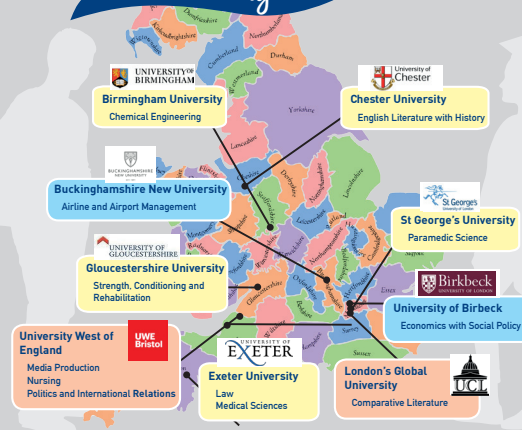 Dumfriesshire
Kirkcudbrightshire
Wigtownshire
Northumberland
Cumberland
Durham
Westmorland
Yorkshire
Lancashire
UNIVERSITY OF
BIRMINGHAM
Birmingham University
Chemical Engineering
University of
Chester
Chester University
English Literature with History
BUCKINGHAMSHIRE
NEW UNIVERSITY
Buckinghamshire New University
Airline and Airport Management
Cheshire
Derbyshire
Lincolnshire
Staffordshire
Leicestershire
Rutland
St George's
University of London
St George's University
Paramedic Science
UNIVERSITY OF
GLOUCESTERSHIRE
Gloucestershire University
Strength, Conditioning and
Rehabilitation
Gloucestershire
Oxfordshire
Essex
Birkbeck
UNIVERSITY OF LONDON
University of Birbeck
Economics with Social Policy
University West of
England
Media Production
Nursing
Politics and International Relations
UWE
Bristol
UNIVERSITY OF
EXETER
Exeter University
Law
Medical Sciences
Surrey
Sussex
London's Global
University
Comparative Literature
UCL